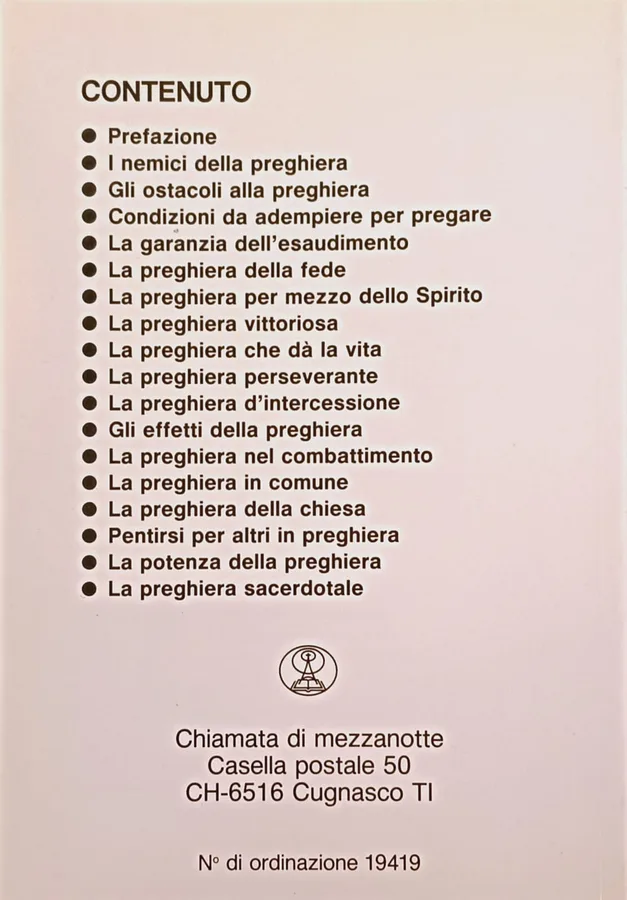 CONTENUTO
● Prefazione
● I nemici della preghiera
● Gli ostacoli alla preghiera
● Condizioni da adempiere per pregare
● La garanzia dell'esaudimento
● La preghiera della fede
● La preghiera per mezzo dello Spirito
● La preghiera vittoriosa
● La preghiera che dà la vita
● La preghiera perseverante
● La preghiera d'intercessione
● Gli effetti della preghiera
● La preghiera nel combattimento
● La preghiera in comune
● La preghiera della chiesa
● Pentirsi per altri in preghiera
● La potenza della preghiera
● La preghiera sacerdotale
Chiamata di mezzanotte
Casella postale 50
CH-6516 Cugnasco TI
Nº di ordinazione 19419